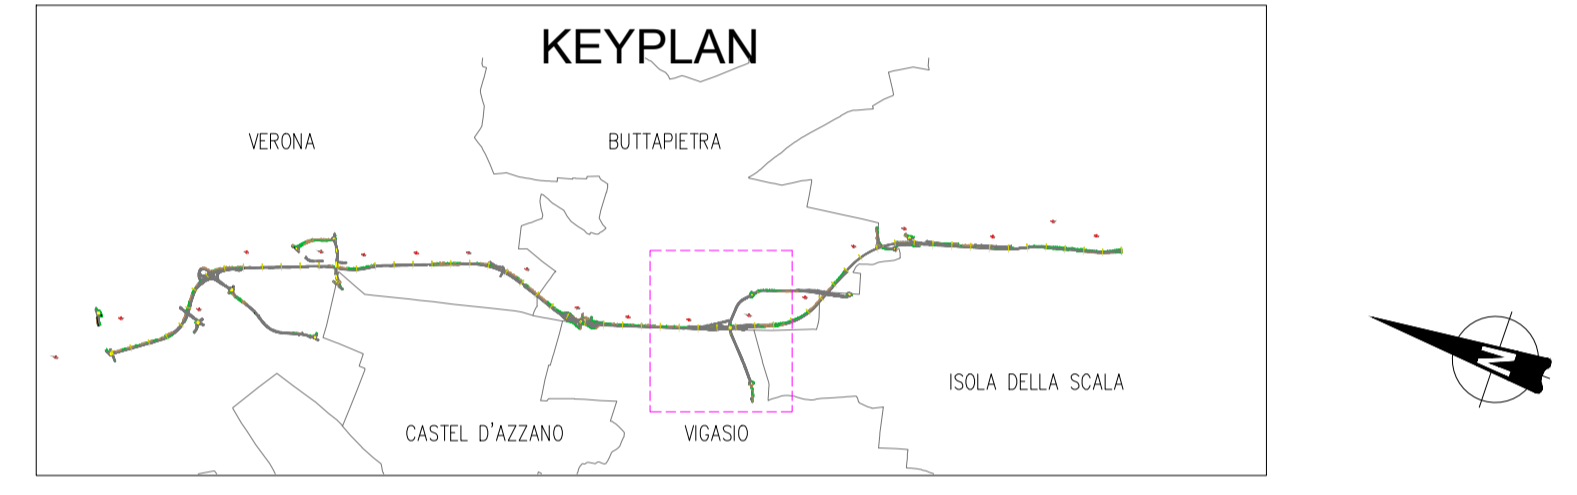 KEYPLAN
VERONA
BUTTAPIETRA
ISOLA DELLA SCALA
CASTEL D'AZZANO
VIGASIO
N